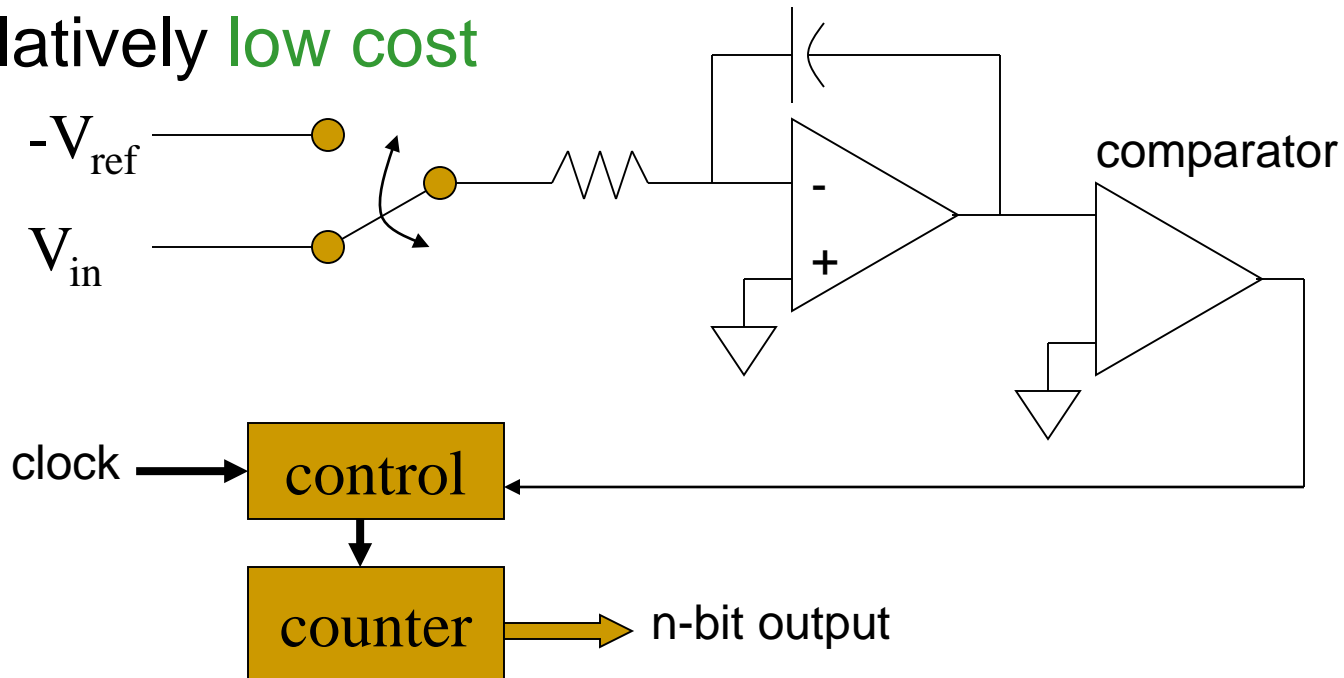 latively low cost
-Vref
Vin
-
+
comparator
clock
control
counter
n-bit output